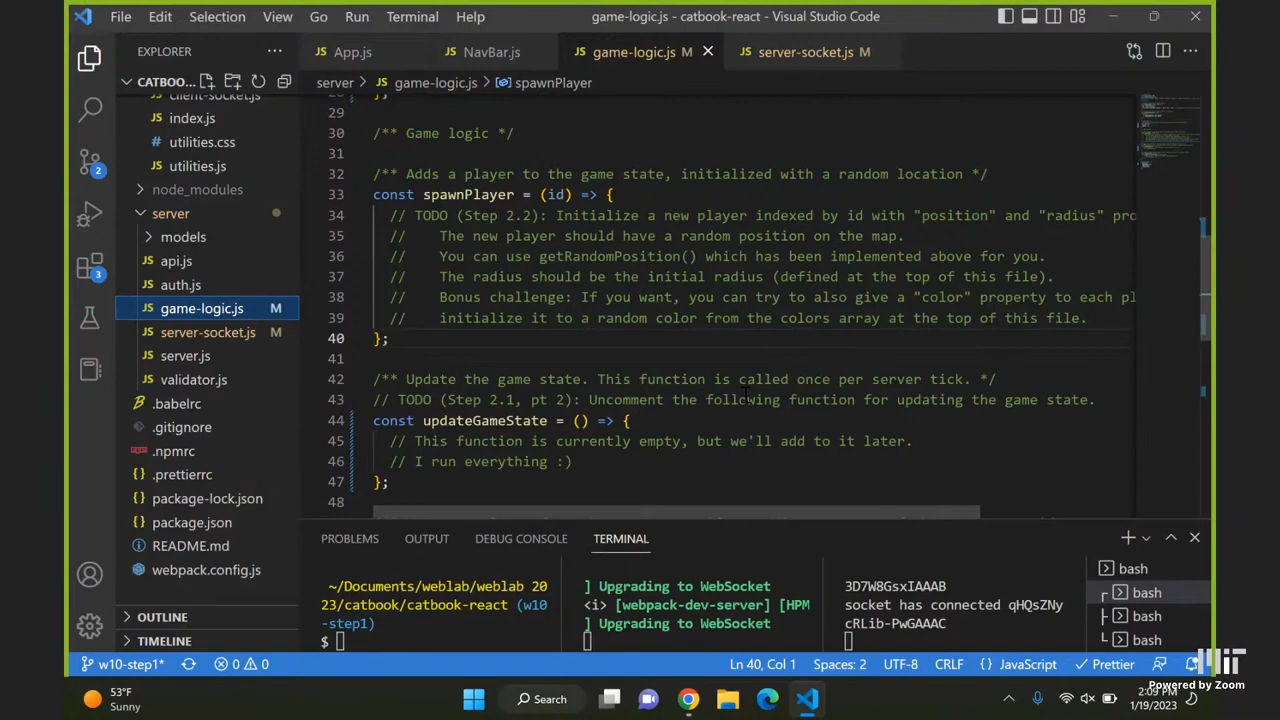 File Edit Selection View Go Run Terminal Help
game-logic.js - catbook-react - Visual Studio Code
EXPLORER
App.js
NavBar.js
game-logic.js M
server-socket.js M
CATBOO...
server > game-logic.js > spawnPlayer
client-socket.js
index.js
utilities.css
utilities.js
node_modules
server
models
api.js
auth.js
game-logic.js M
server-socket.js M
server.js
validator.js
.babelrc
.gitignore
.npmrc
.prettierrc
package-lock.json
package.json
README.md
webpack.config.js
OUTLINE
TIMELINE
2
3
28 };
29
30 /** Game logic */
31
32 /** Adds a player to the game state, initialized with a random location */
33 const spawnPlayer = (id) => {
34 // TODO (Step 2.2): Initialize a new player indexed by id with "position" and "radius" pro
35 // The new player should have a random position on the map.
36 // You can use getRandomPosition() which has been implemented above for you.
37 // The radius should be the initial radius (defined at the top of this file).
38 // Bonus challenge: If you want, you can try to also give a "color" property to each pl
39 // initialize it to a random color from the colors array at the top of this file.
40 };
41
42 /** Update the game state. This function is called once per server tick. */
43 // TODO (Step 2.1, pt 2): Uncomment the following function for updating the game state.
44 const updateGameState = () => {
45 // This function is currently empty, but we'll add to it later.
46 // I run everything :)
47 };
48
PROBLEMS OUTPUT DEBUG CONSOLE TERMINAL
~/Documents/weblab/weblab 20
23/catbook/catbook-react (w10
-step1)
$
] Upgrading to WebSocket
<i> [webpack-dev-server] [HPM
] Upgrading to WebSocket
3D7W8GsxIAAAB
socket has connected qHQsZNy
cRLib-PwGAAAC
bash
bash
bash
bash
w10-step1* 0 0 Ln 40, Col 1 Spaces: 2 UTF-8 CRLF {} JavaScript Prettier
MIT
Powered by Zoom
53°F
Sunny
Search
2:09 PM
1/19/2023